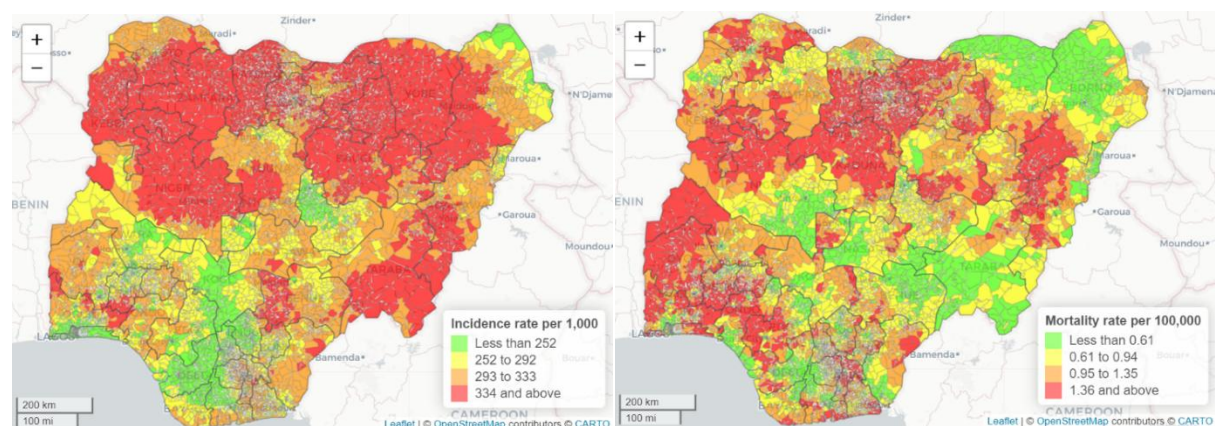 Zinder
Maradi
N'Djamena
Maroua
BENIN
NIGER
Garoua
Moundou
TARABA
LAGOS
Bamenda
CAMEROON
Incidence rate per 1,000
Less than 252
252 to 292
293 to 333
334 and above
200 km
100 mi
+
−
Leaflet | © OpenStreetMap contributors © CARTO
Zinder
N'Djamena
BORNO
Maroua
BENIN
Garoua
Moundou
TARABA
Bamenda
Bouar
CAMEROON
Mortality rate per 100,000
Less than 0.61
0.61 to 0.94
0.95 to 1.35
1.36 and above
200 km
100 mi
+
−
Leaflet | © OpenStreetMap contributors © CARTO